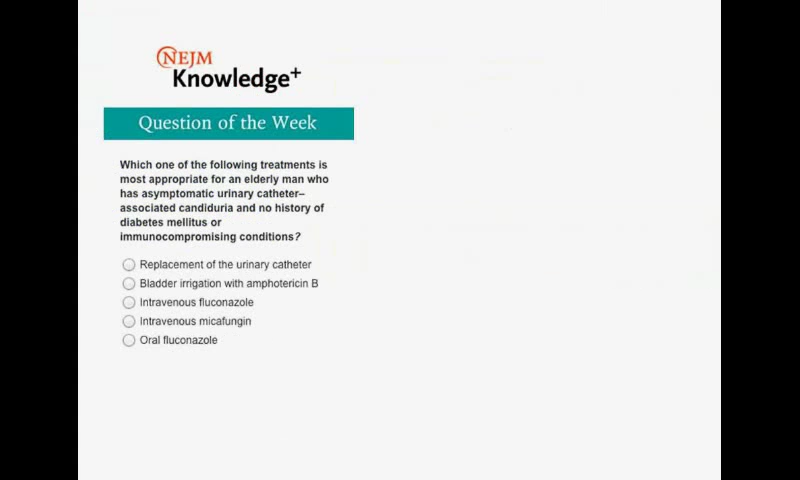 NEJM
Knowledge+
Question of the Week
Which one of the following treatments is
most appropriate for an elderly man who
has asymptomatic urinary catheter–
associated candiduria and no history of
diabetes mellitus or
immunocompromising conditions?
Replacement of the urinary catheter
Bladder irrigation with amphotericin B
Intravenous fluconazole
Intravenous micafungin
Oral fluconazole